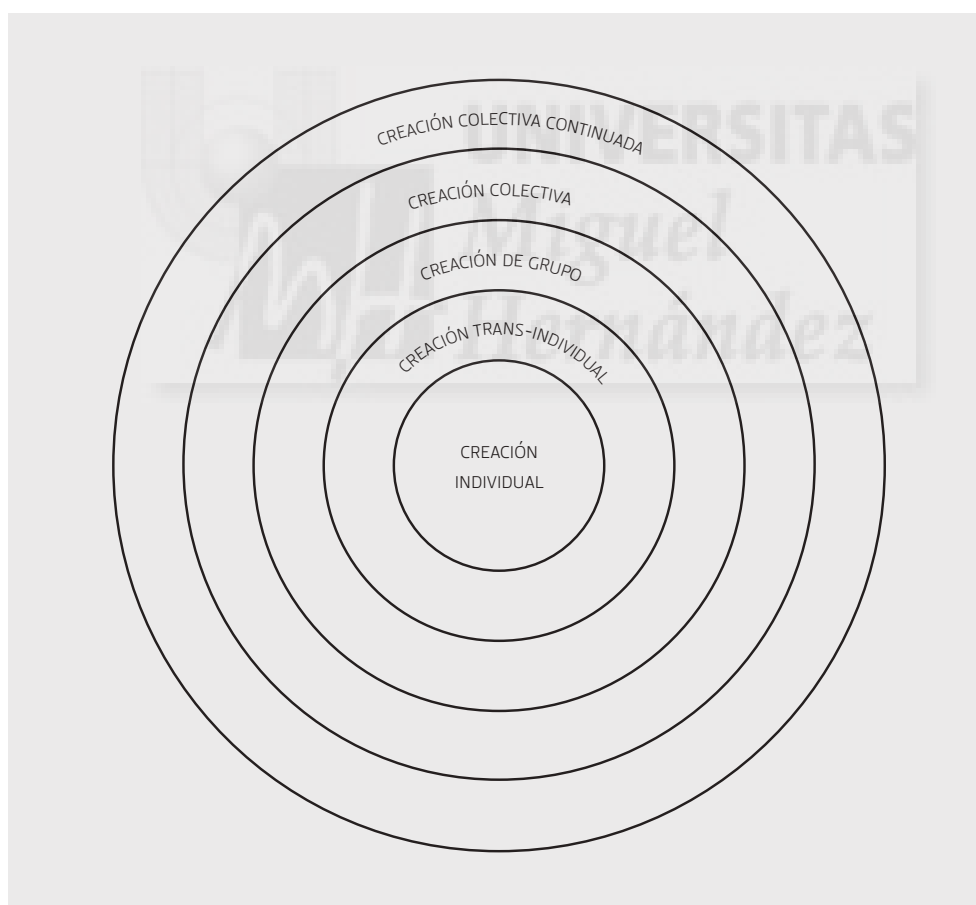 CREACIÓN COLECTIVA CONTINUADA
CREACIÓN COLECTIVA
CREACIÓN DE GRUPO
CREACIÓN TRANS-INDIVIDUAL
CREACIÓN
INDIVIDUAL
UNIVERSITAS
Miguel
Hernández